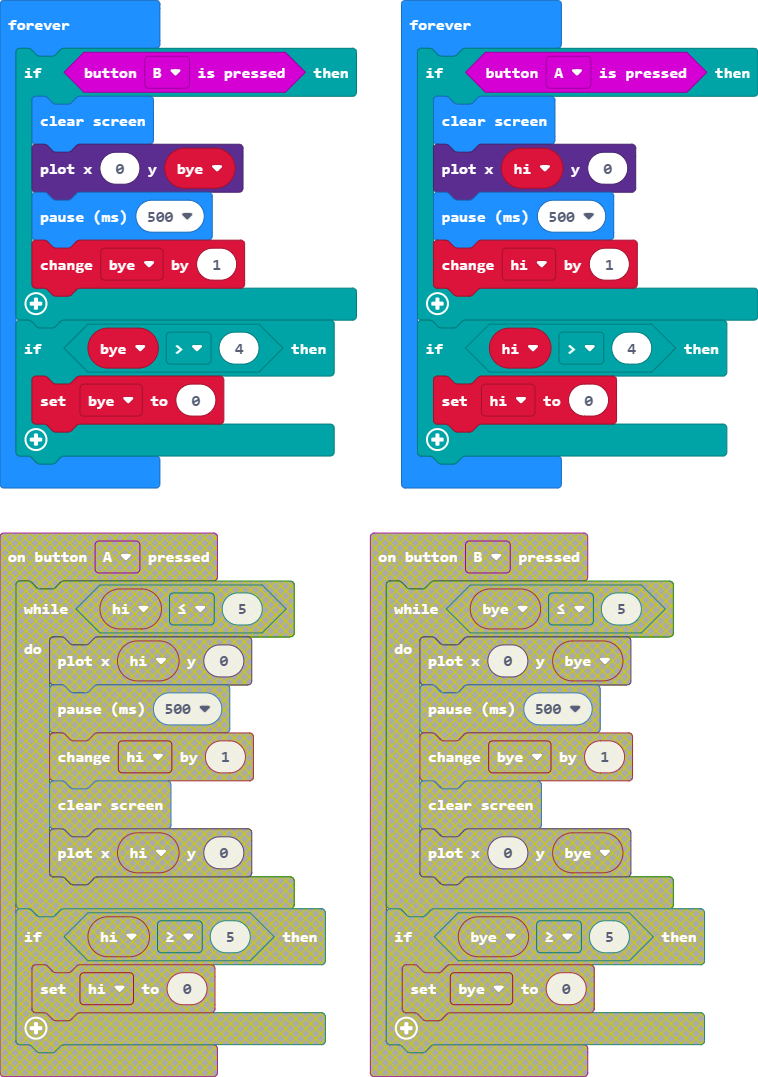 forever
if button B is pressed then
clear screen
plot x 0 y bye
pause (ms) 500
change bye by 1
if bye > 4 then
set bye to 0
forever
if button A is pressed then
clear screen
plot x hi y 0
pause (ms) 500
change hi by 1
if hi > 4 then
set hi to 0
on button A pressed
while hi ≤ 5
do plot x hi y 0
pause (ms) 500
change hi by 1
clear screen
plot x hi y 0
if hi ≥ 5 then
set hi to 0
on button B pressed
while bye ≤ 5
do plot x 0 y bye
pause (ms) 500
change bye by 1
clear screen
plot x 0 y bye
if bye ≥ 5 then
set bye to 0